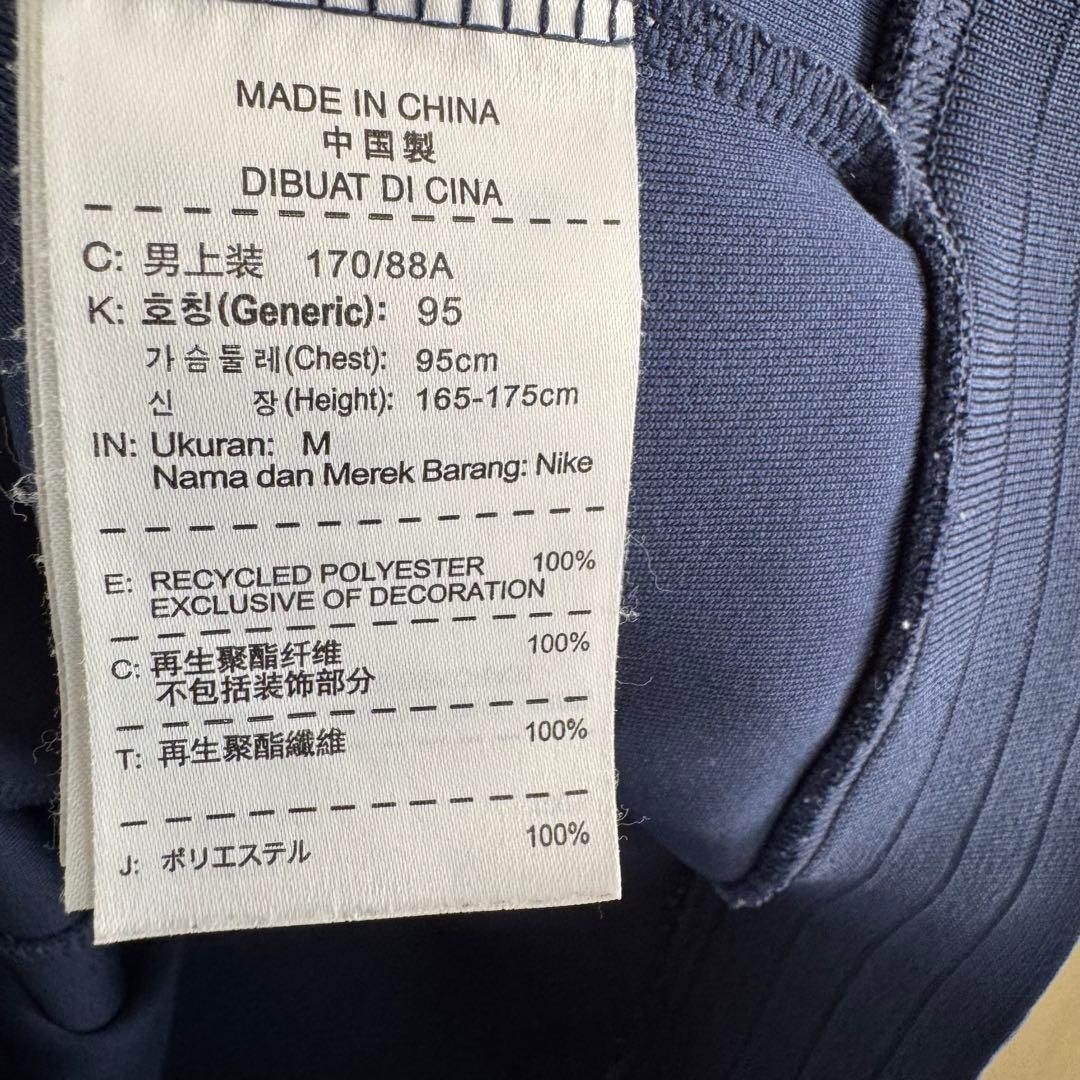 MADE IN CHINA
中国製
DIBUAT DI CINA
C: 男上装 170/88A
K: 호칭(Generic): 95
가슴둘레(Chest): 95cm
신 장(Height): 165-175cm
IN: Ukuran: M
Nama dan Merek Barang: Nike
E: RECYCLED POLYESTER 100%
EXCLUSIVE OF DECORATION
C: 再生聚酯纤维 100%
不包括装饰部分
T: 再生聚酯纖維 100%
J: ポリエステル 100%